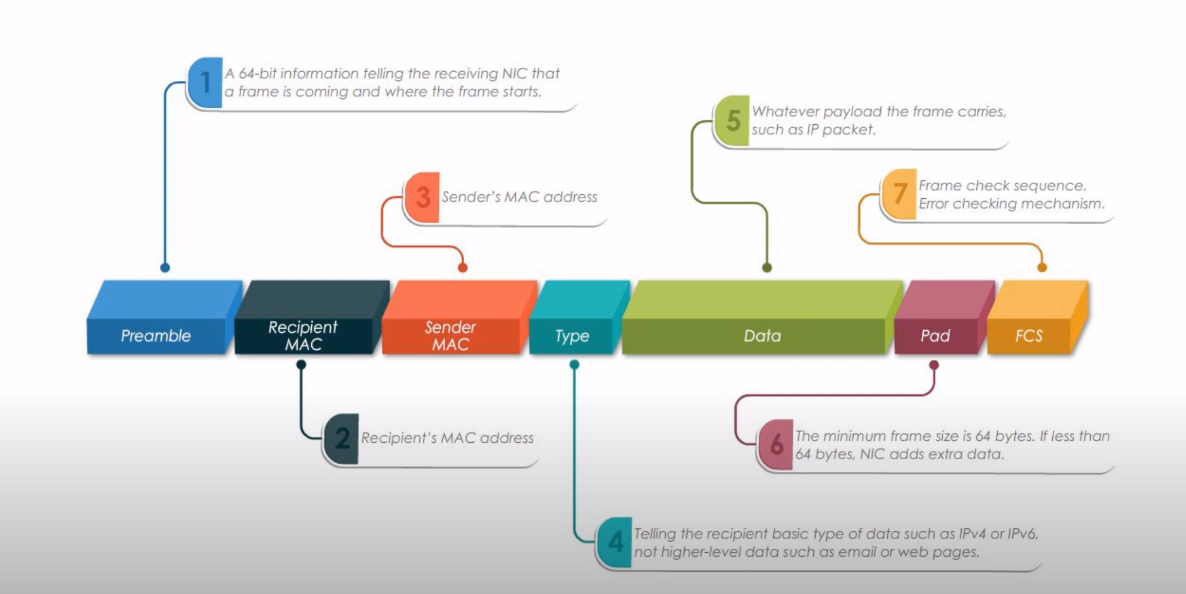 1
A 64-bit information telling the receiving NIC that
a frame is coming and where the frame starts.
5
Whatever payload the frame carries,
such as IP packet.
3
Sender's MAC address
7
Frame check sequence.
Error checking mechanism.
Preamble
Recipient
MAC
Sender
MAC
Type
Data
Pad
FCS
2
Recipient's MAC address
6
The minimum frame size is 64 bytes. If less than
64 bytes, NIC adds extra data.
4
Telling the recipient basic type of data such as IPv4 or IPv6,
not higher-level data such as email or web pages.